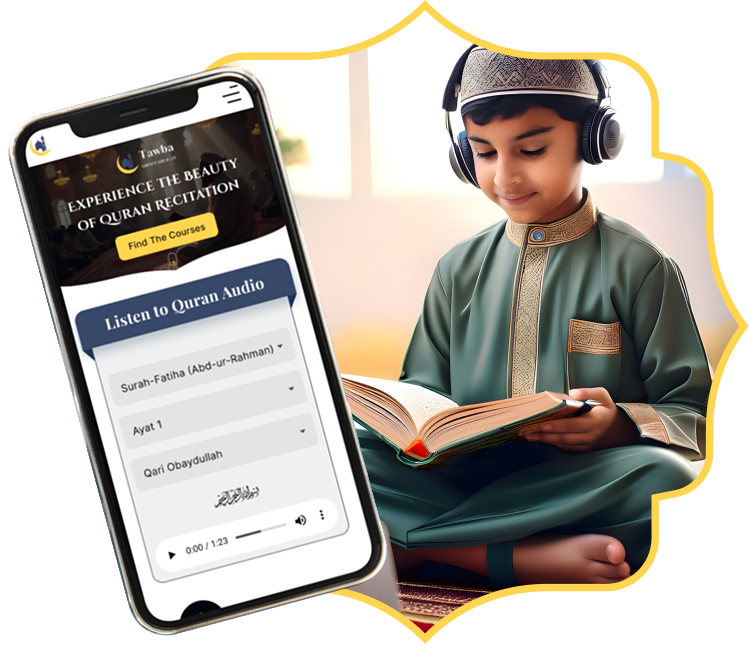 Tawba
EXPERIENCE THE BEAUTY
OF QURAN RECITATION
Find The Courses
Listen to Quran Audio
Surah-Fatiha (Abd-ur-Rahman)
Ayat 1
Qari Obaydullah
0:00 / 1:23